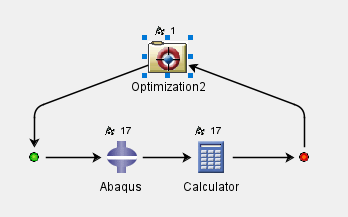 1
Optimization2
17
17
Abaqus
Calculator